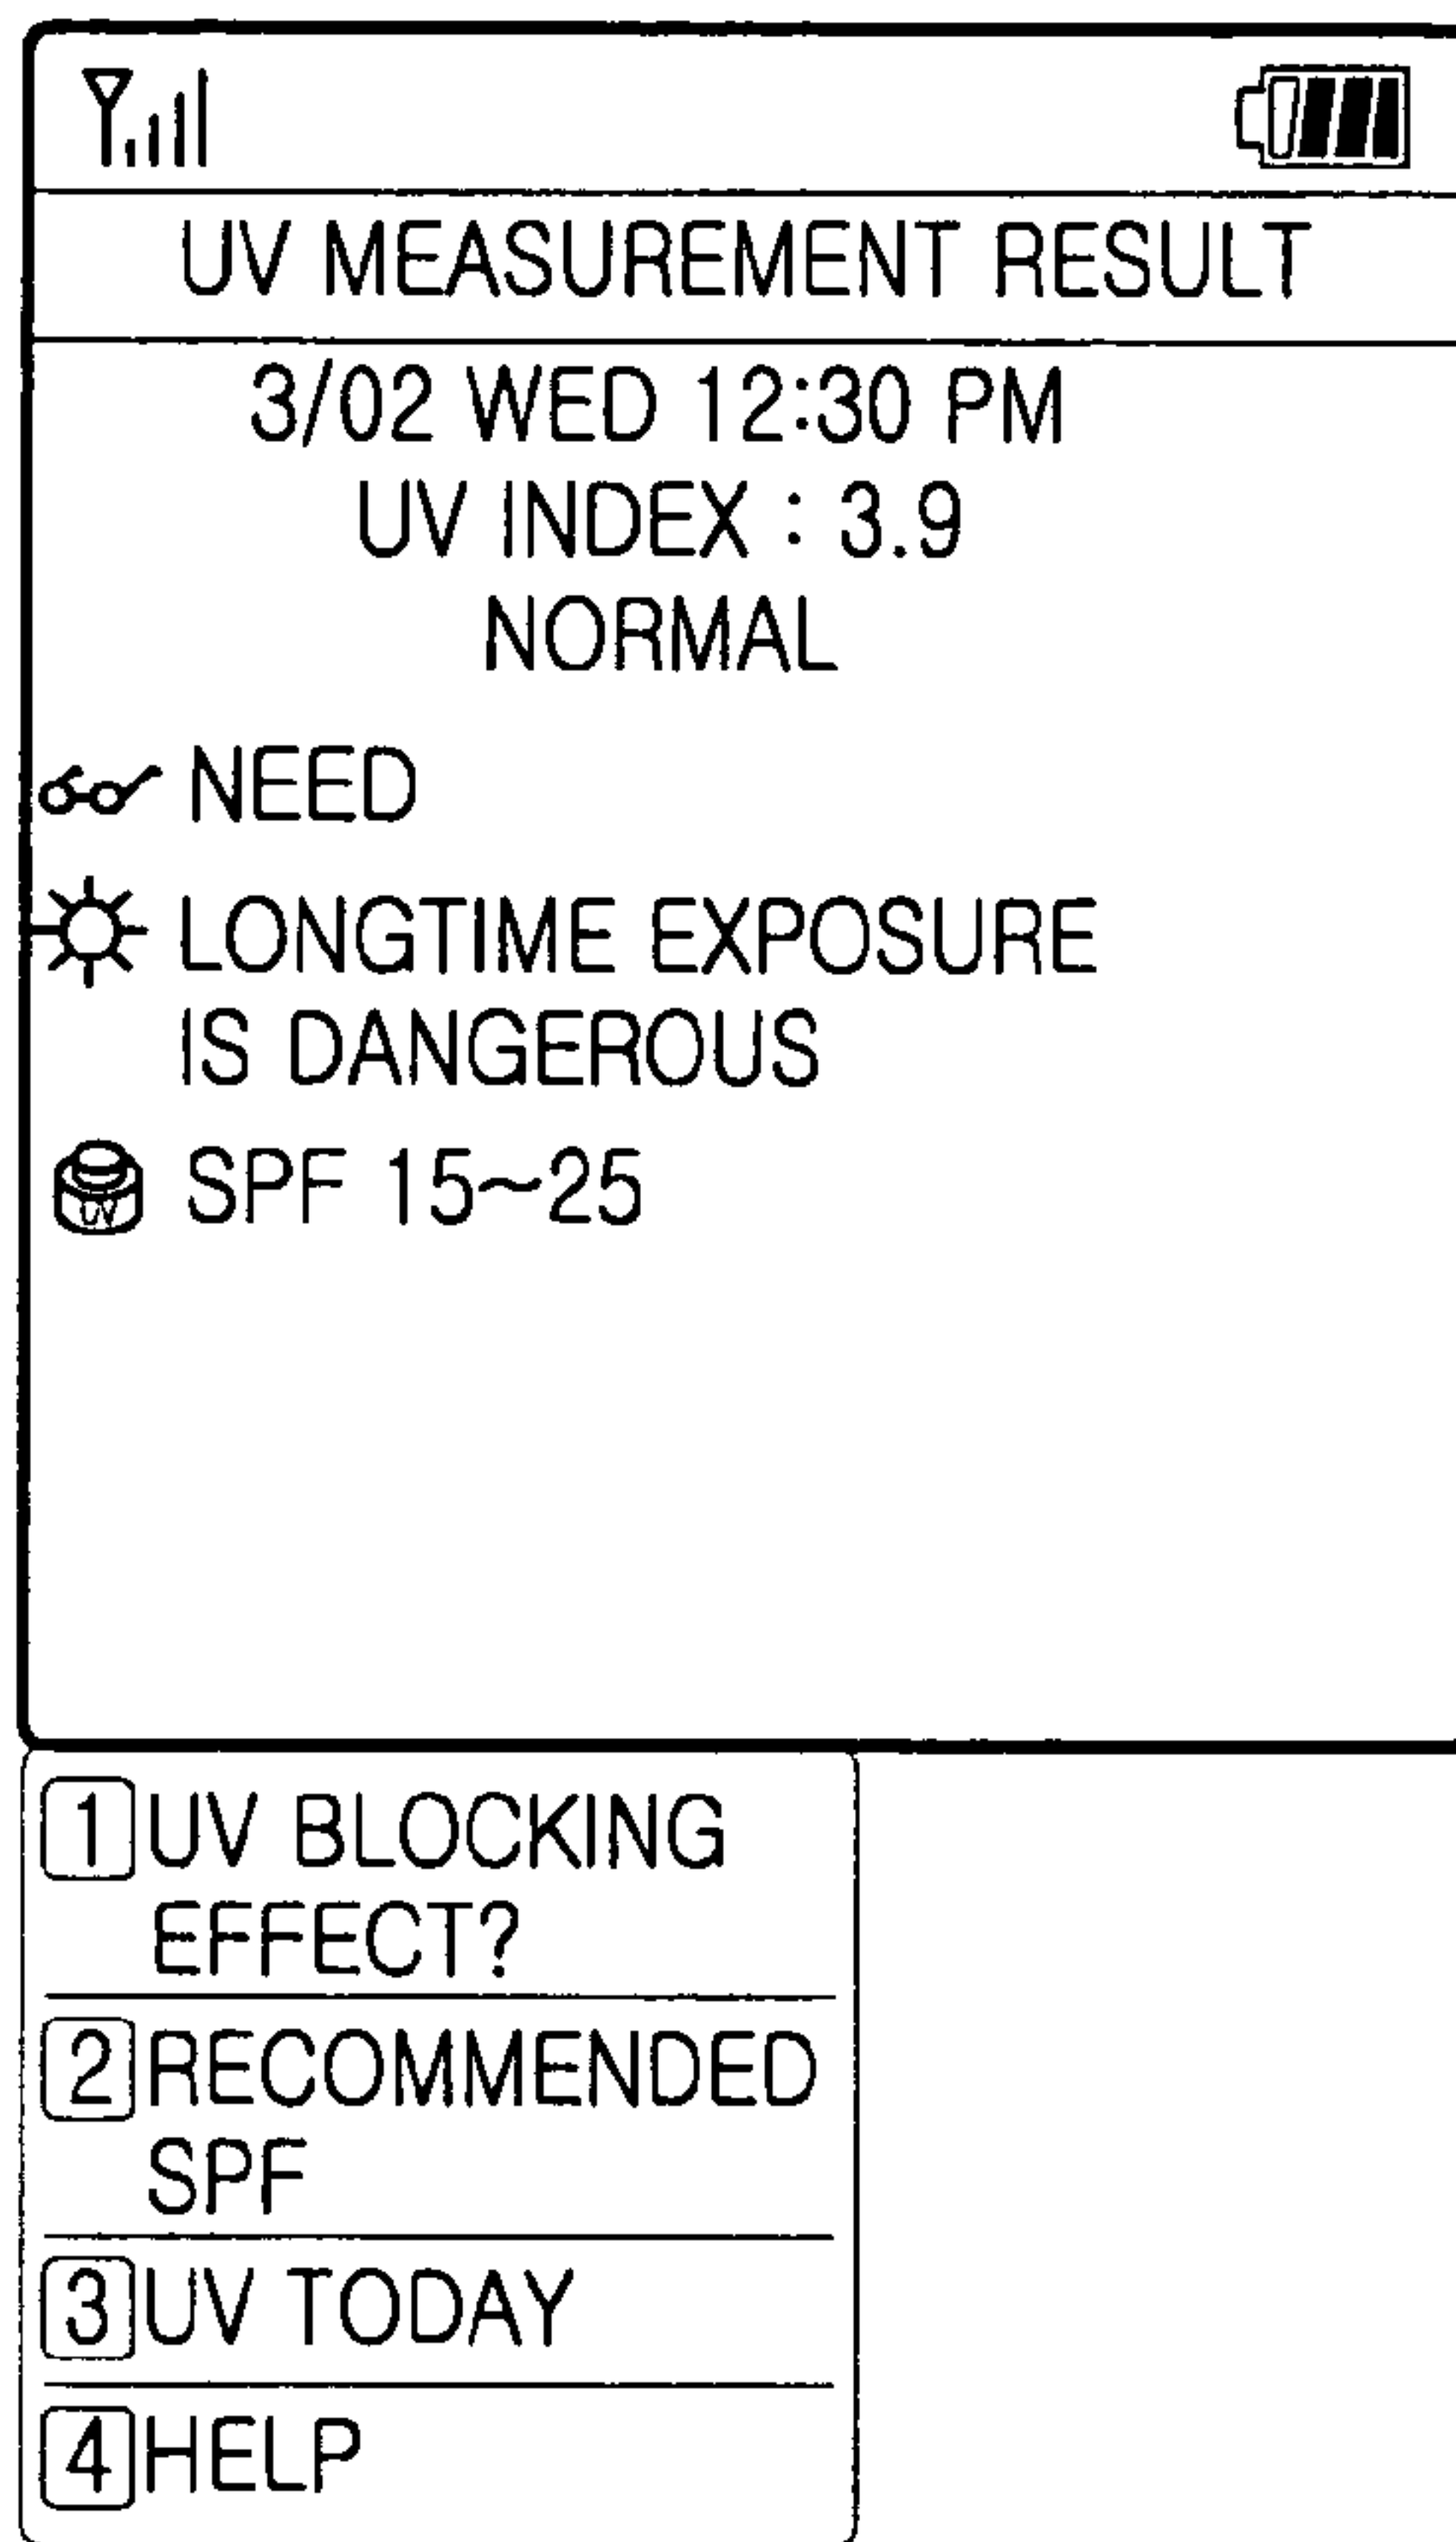 UV MEASUREMENT RESULT
3/02 WED 12:30 PM
UV INDEX : 3.9
NORMAL
NEED
LONGTIME EXPOSURE
IS DANGEROUS
UV
SPF 15~25
1 UV BLOCKING
EFFECT?
2 RECOMMENDED
SPF
3 UV TODAY
4 HELP